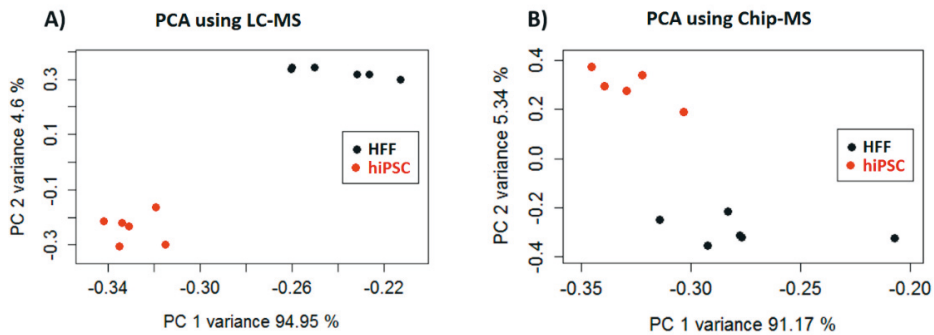 A) PCA using LC-MS
PC 2 variance 4.6 %
0.3
0.1
-0.1
-0.3
HFF
hiPSC
-0.34 -0.30 -0.26 -0.22
PC 1 variance 94.95 %
B) PCA using Chip-MS
PC 2 variance 5.34 %
0.4
0.2
0.0
-0.2
-0.4
HFF
hiPSC
-0.35 -0.30 -0.25 -0.20
PC 1 variance 91.17 %